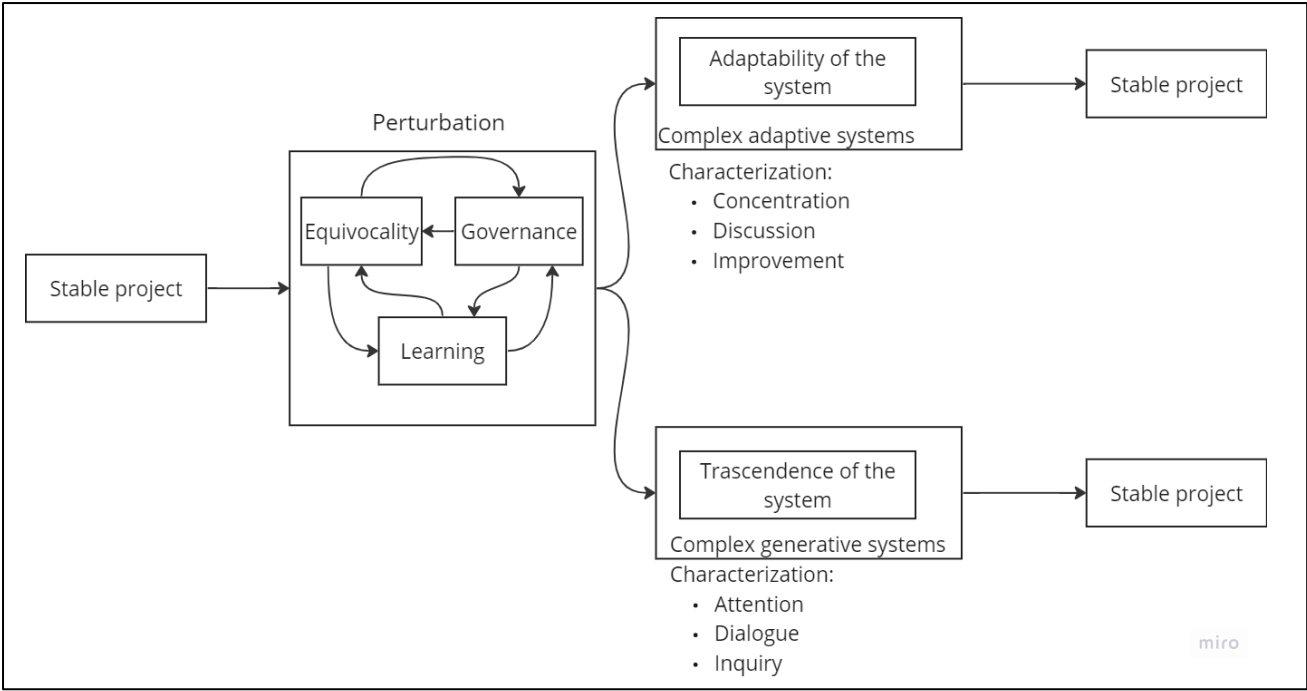 Stable project
Perturbation
Equivocality
Governance
Learning
Adaptability of the
system
Complex adaptive systems
Characterization:
• Concentration
• Discussion
• Improvement
Stable project
Trascendence of the
system
Complex generative systems
Characterization:
• Attention
• Dialogue
• Inquiry
Stable project
miro